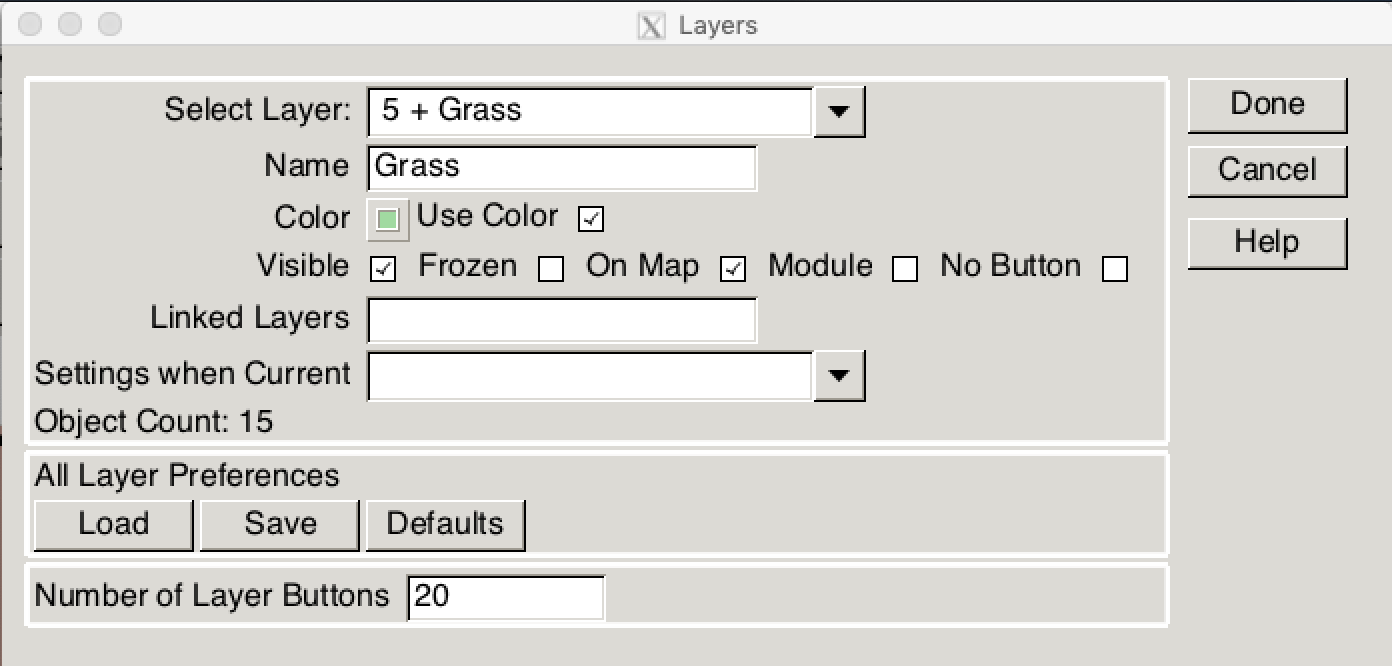 Layers
Select Layer: 5 + Grass
Done
Name Grass
Cancel
Color Use Color
Help
Visible Frozen On Map Module No Button
Linked Layers
Settings when Current
Object Count: 15
All Layer Preferences
Load Save Defaults
Number of Layer Buttons 20